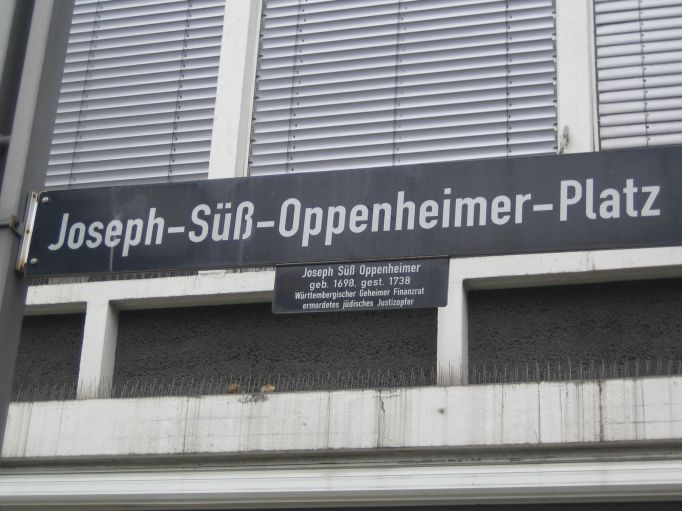 Joseph-Süß-Oppenheimer-Platz
Joseph Süß Oppenheimer
geb. 1698, gest. 1738
Württembergischer Geheimer Finanzrat
ermordetes jüdisches Justizopfer